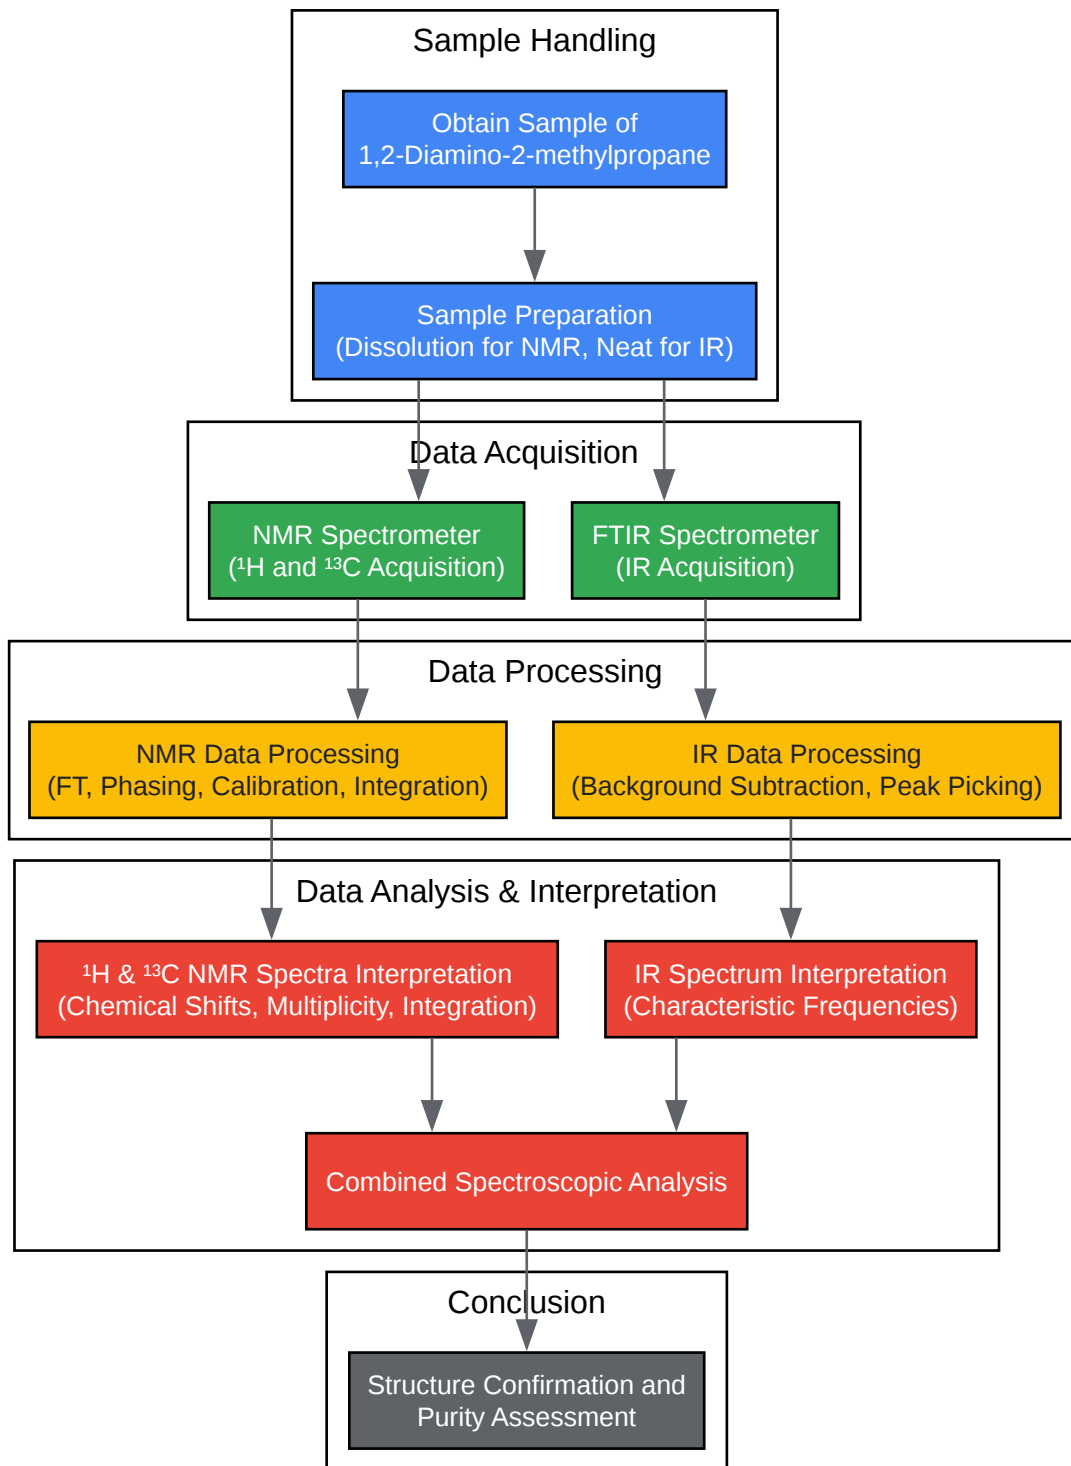 Sample Handling
Obtain Sample of
1,2-Diamino-2-methylpropane
Sample Preparation
(Dissolution for NMR, Neat for IR)
Data Acquisition
NMR Spectrometer
(¹H and ¹³C Acquisition)
FTIR Spectrometer
(IR Acquisition)
Data Processing
NMR Data Processing
(FT, Phasing, Calibration, Integration)
IR Data Processing
(Background Subtraction, Peak Picking)
Data Analysis & Interpretation
¹H & ¹³C NMR Spectra Interpretation
(Chemical Shifts, Multiplicity, Integration)
IR Spectrum Interpretation
(Characteristic Frequencies)
Combined Spectroscopic Analysis
Conclusion
Structure Confirmation and
Purity Assessment